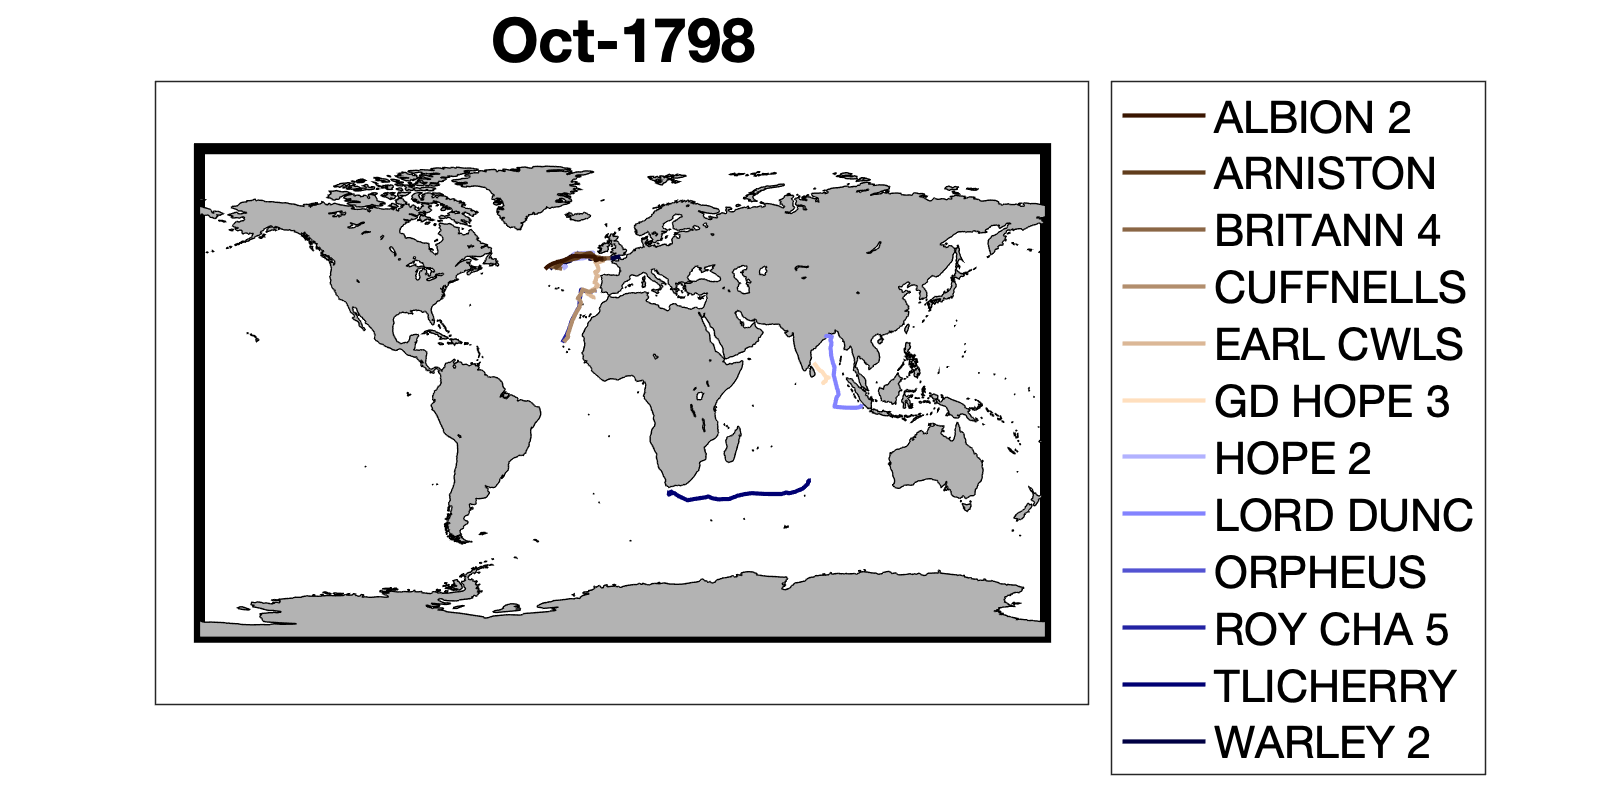 Oct-1798
ALBION 2
ARNISTON
BRITANN 4
CUFFNELLS
EARL CWLS
GD HOPE 3
HOPE 2
LORD DUNC
ORPHEUS
ROY CHA 5
TLICHERRY
WARLEY 2